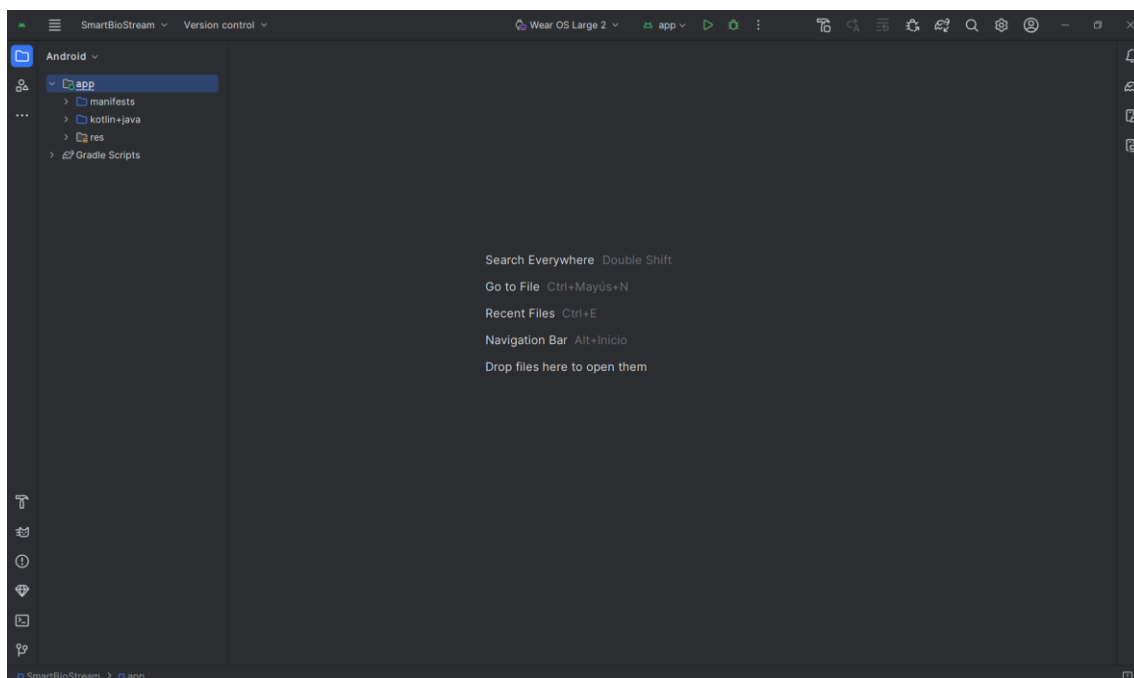 SmartBioStream Version control Wear OS Large 2 app
Android
app
manifests
kotlin+java
res
Gradle Scripts
Search Everywhere Double Shift
Go to File Ctrl+Mayús+N
Recent Files Ctrl+E
Navigation Bar Alt+Inicio
Drop files here to open them
SmartBioStream > app